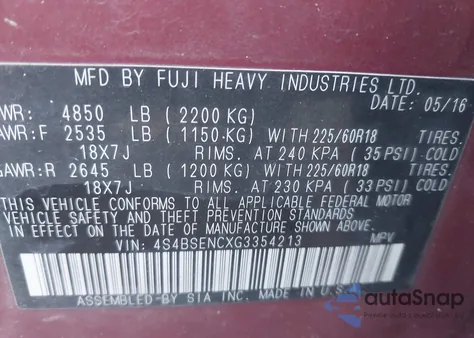 MFD BY FUJI HEAVY INDUSTRIES LTD.
DATE: 05/16
WR: 4850 LB (2200 KG)
AWR:F 2535 LB (1150 KG) WITH 225/60R18 TIRES.
18X7J RIMS. AT 240 KPA (35 PSI) COLD
GAWR:R 2645 LB (1200 KG) WITH 225/60R18 TIRES.
18X7J RIMS. AT 230 KPA (33 PSI) COLD
THIS VEHICLE CONFORMS TO ALL APPLICABLE FEDERAL MOTOR
VEHICLE SAFETY AND THEFT PREVENTION STANDARDS
IN EFFECT ON THE DATE OF MANUFACTURE SHOWN ABOVE.
VIN: 4S4BSENCXG3354213 MPV
ASSEMBLED BY SIA INC. MADE IN U.S.
autoSnap